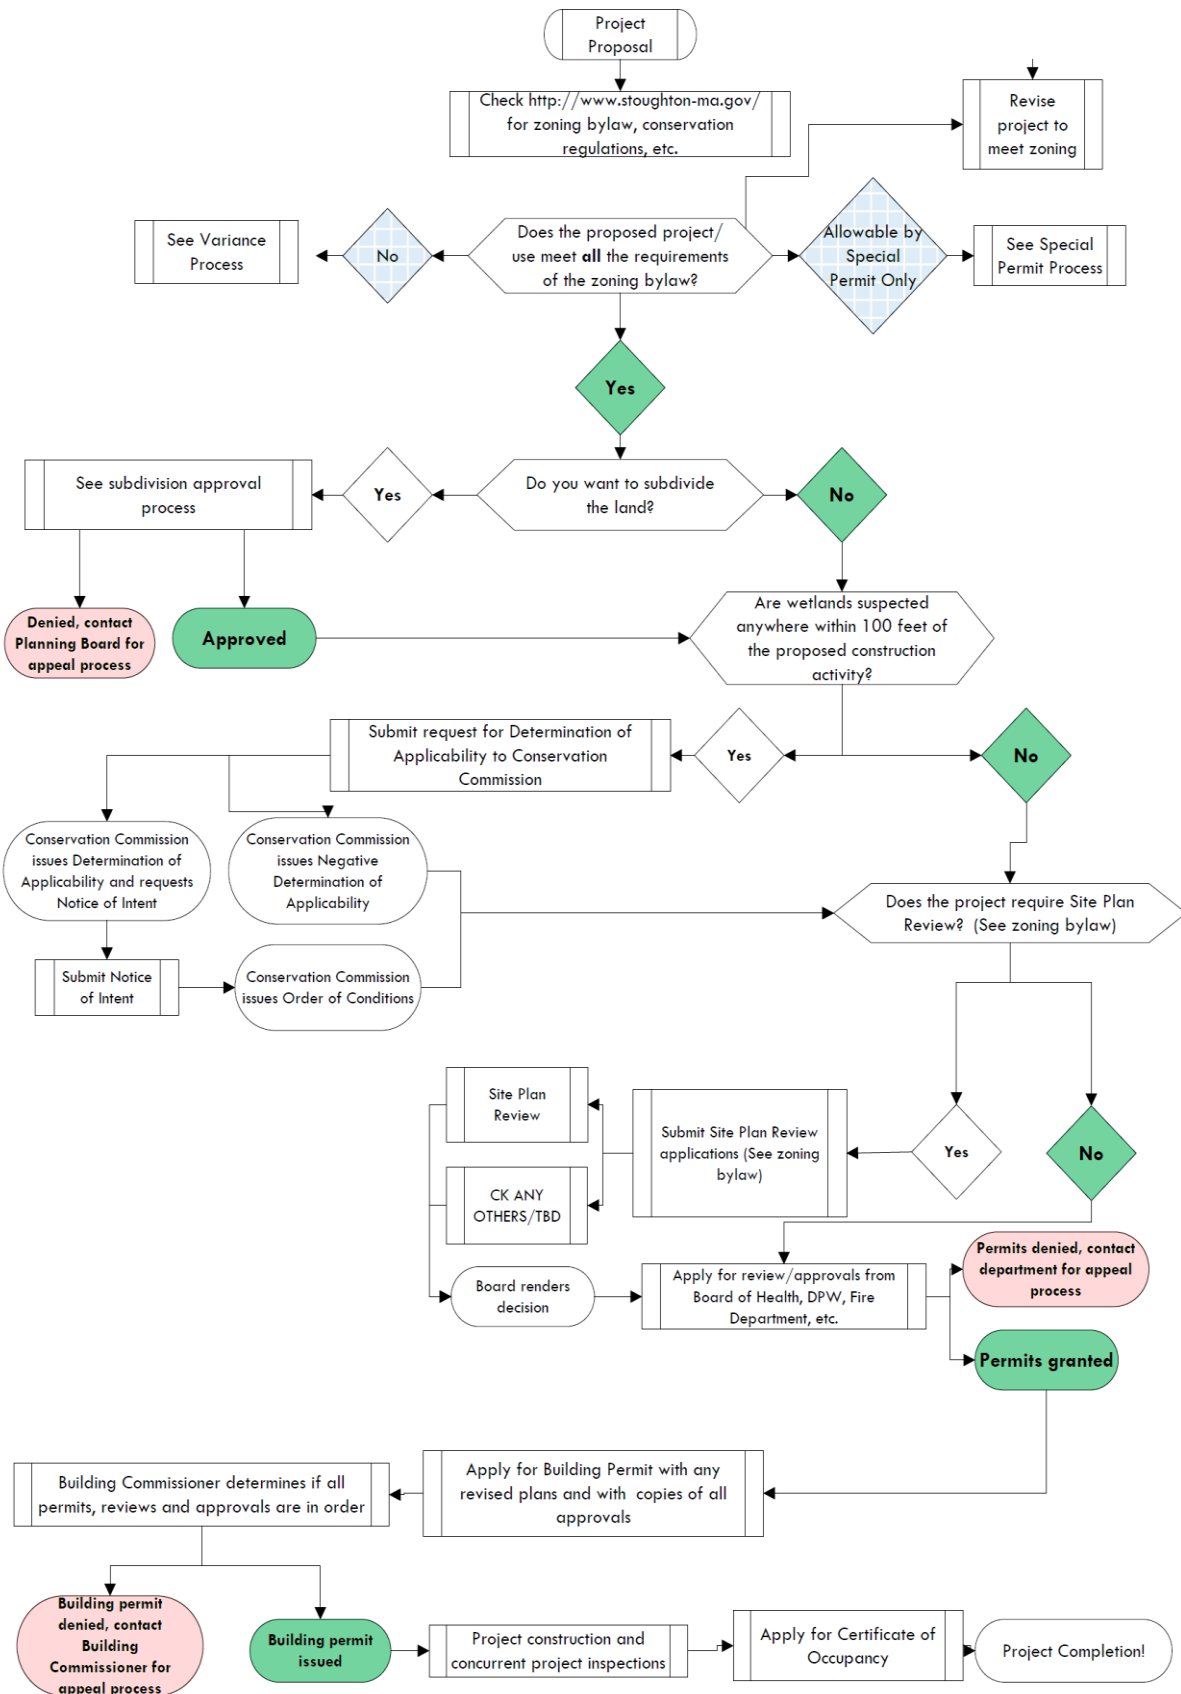 Project
Proposal
Check http://www.stoughton-ma.gov/
for zoning bylaw, conservation
regulations, etc.
Revise
project to
meet zoning
See Variance
Process
No
Does the proposed project/
use meet all the requirements
of the zoning bylaw?
Allowable by
Special
Permit Only
See Special
Permit Process
Yes
See subdivision approval
process
Yes
Do you want to subdivide
the land?
No
Denied, contact
Planning Board for
appeal process
Approved
Are wetlands suspected
anywhere within 100 feet of
the proposed construction
activity?
Submit request for Determination of
Applicability to Conservation
Commission
Yes
No
Conservation Commission
issues Determination of
Applicability and requests
Notice of Intent
Conservation Commission
issues Negative
Determination of
Applicability
Does the project require Site Plan
Review?  (See zoning bylaw)
Submit Notice
of Intent
Conservation Commission
issues Order of Conditions
Site Plan
Review
Submit Site Plan Review
applications (See zoning
bylaw)
Yes
No
CK ANY
OTHERS/TBD
Board renders
decision
Apply for review/approvals from
Board of Health, DPW, Fire
Department, etc.
Permits denied, contact
department for appeal
process
Permits granted
Building Commissioner determines if all
permits, reviews and approvals are in order
Apply for Building Permit with any
revised plans and with  copies of all
approvals
Building permit
denied, contact
Building
Commissioner for
appeal process
Building permit
issued
Project construction and
concurrent project inspections
Apply for Certificate of
Occupancy
Project Completion!